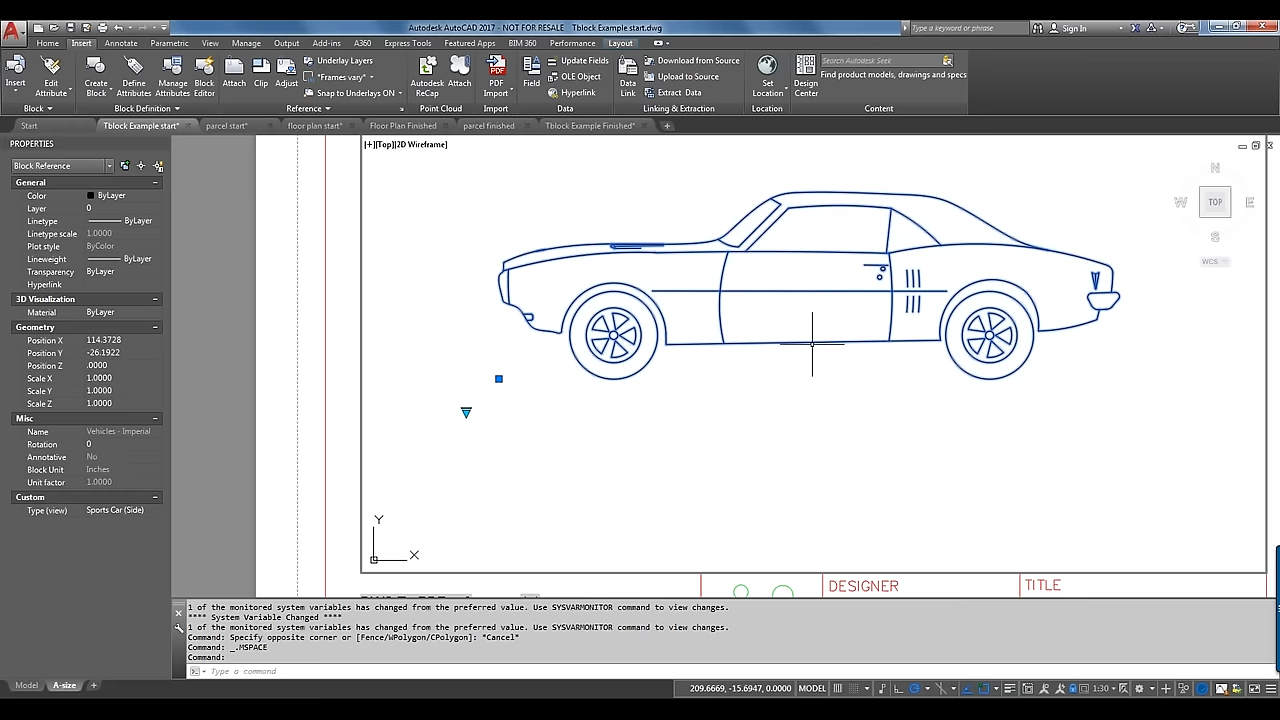 Autodesk AutoCAD 2017 - NOT FOR RESALE Tblock Example start.dwg
Type a keyword or phrase
Sign In
Home Insert Annotate Parametric View Manage Output Add-ins A360 Express Tools Featured Apps BIM 360 Performance Layout
Insert
Edit Attribute
Create Block
Define Attributes
Manage Attributes
Block Editor
Attach
Clip
Adjust
Underlay Layers
*Frames vary*
Snap to Underlays ON
Autodesk ReCap
Attach
PDF Import
Field
Update Fields
OLE Object
Hyperlink
Data Link
Download from Source
Upload to Source
Extract Data
Set Location
Design Center
Search Autodesk Seek
Find product models, drawings and specs
Block
Block Definition
Reference
Point Cloud
Import
Data
Linking & Extraction
Location
Content
Start
Tblock Example start*
parcel start*
floor plan start*
Floor Plan Finished
parcel finished
Tblock Example Finished*
PROPERTIES
Block Reference
General
Color ByLayer
Layer 0
Linetype ByLayer
Linetype scale 1.0000
Plot style ByColor
Lineweight ByLayer
Transparency ByLayer
Hyperlink
3D Visualization
Material ByLayer
Geometry
Position X 114.3728
Position Y -26.1922
Position Z .0000
Scale X 1.0000
Scale Y 1.0000
Scale Z 1.0000
Misc
Name Vehicles - Imperial
Rotation 0
Annotative No
Block Unit Inches
Unit factor 1.0000
Custom
Type (view) Sports Car (Side)
[+][Top][2D Wireframe]
N
W TOP E
S
WCS
Y
X
DESIGNER
TITLE
1 of the monitored system variables has changed from the preferred value. Use SYSVARMONITOR command to view changes.
**** System Variable Changed ****
1 of the monitored system variables has changed from the preferred value. Use SYSVARMONITOR command to view changes.
Command: Specify opposite corner or [Fence/WPolygon/CPolygon]: *Cancel*
Command: _.MSPACE
Command:
Type a command
Model
A-size
209.6669, -15.6947, 0.0000 MODEL
1:30